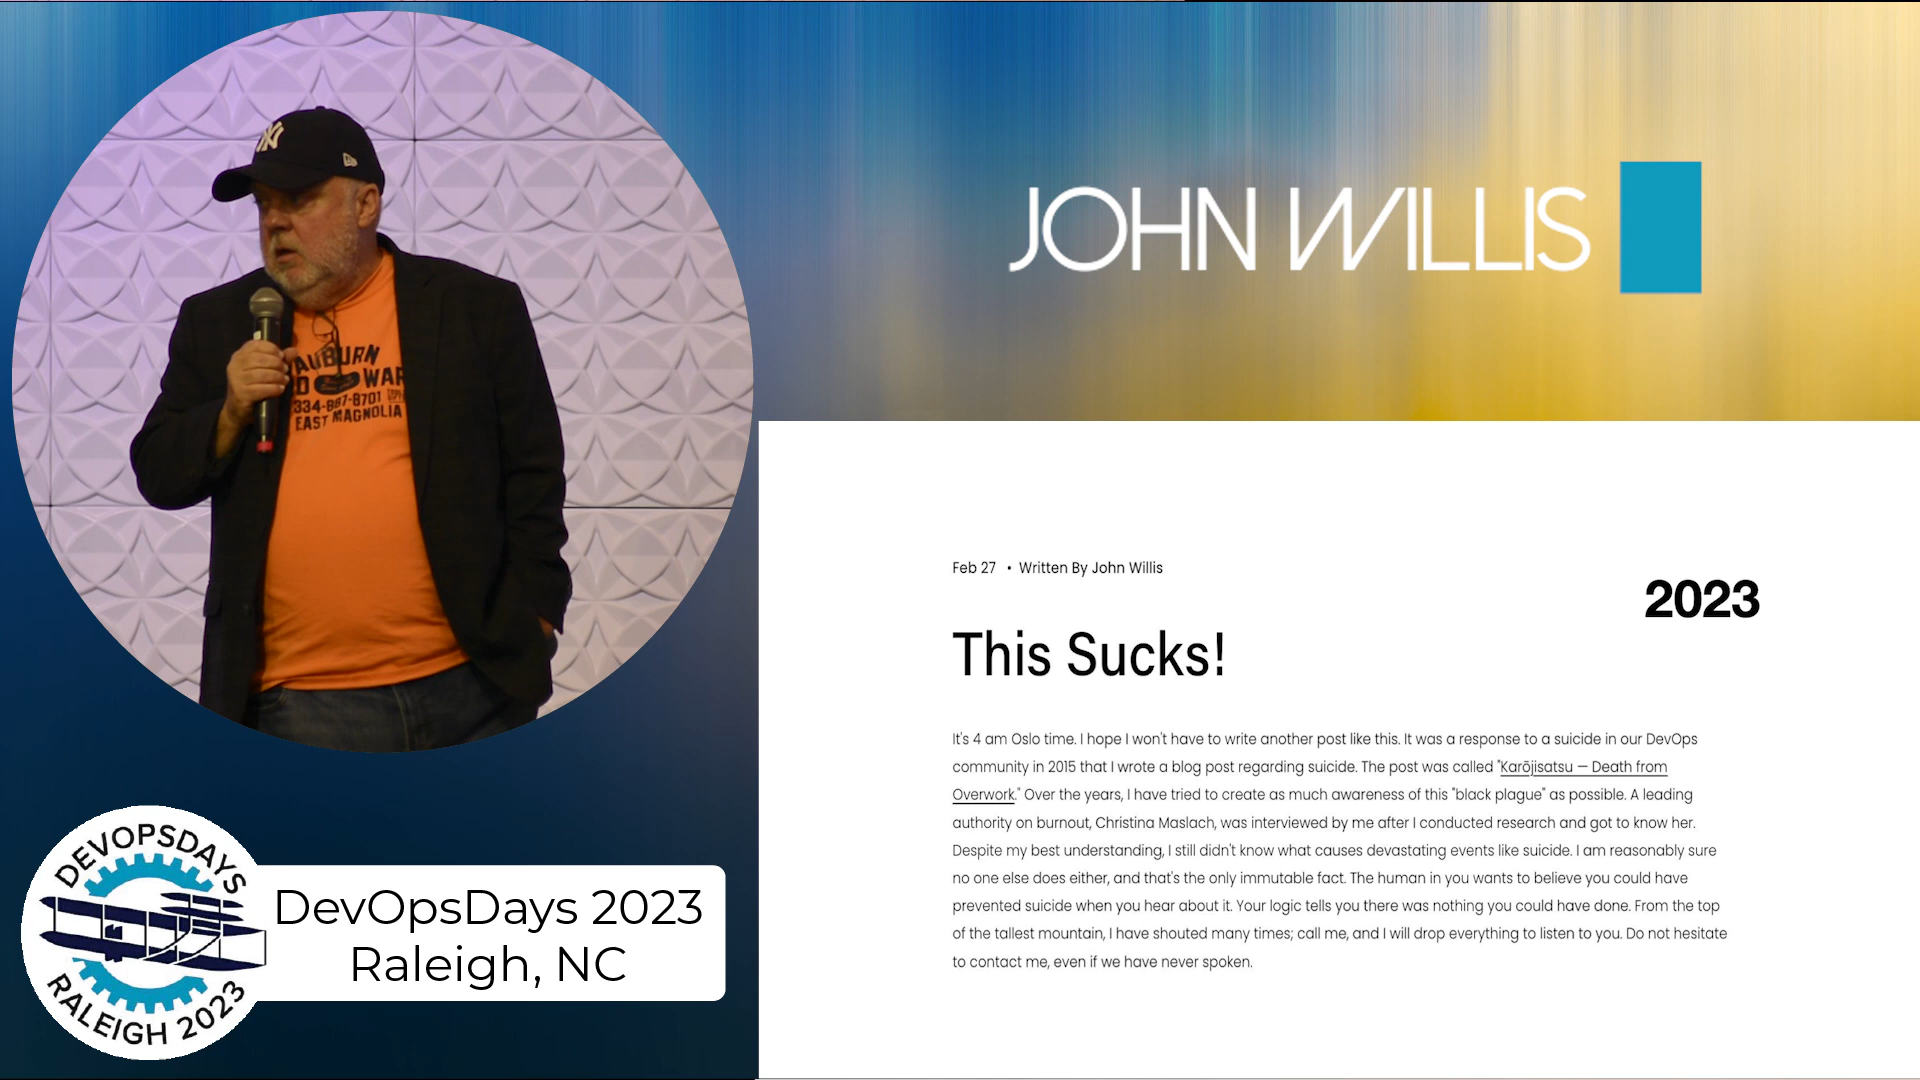 NY
AUBURN
WAR
334-887-8701
EAST MAGNOLIA
JOHN WILLIS
Feb 27 • Written By John Willis
2023
This Sucks!
It's 4 am Oslo time. I hope I won't have to write another post like this. It was a response to a suicide in our DevOps
community in 2015 that I wrote a blog post regarding suicide. The post was called "Karōjisatsu — Death from
Overwork." Over the years, I have tried to create as much awareness of this "black plague" as possible. A leading
authority on burnout, Christina Maslach, was interviewed by me after I conducted research and got to know her.
Despite my best understanding, I still didn't know what causes devastating events like suicide. I am reasonably sure
no one else does either, and that's the only immutable fact. The human in you wants to believe you could have
prevented suicide when you hear about it. Your logic tells you there was nothing you could have done. From the top
of the tallest mountain, I have shouted many times; call me, and I will drop everything to listen to you. Do not hesitate
to contact me, even if we have never spoken.
DEVOPSDAYS
RALEIGH 2023
DevOpsDays 2023
Raleigh, NC